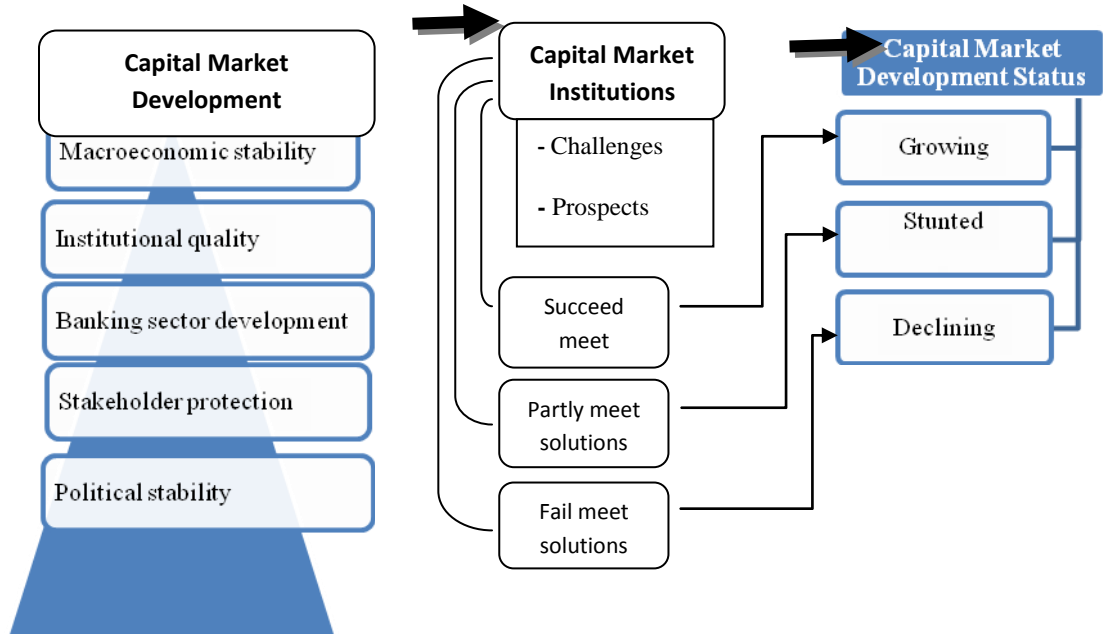 Capital Market
Development
Macroeconomic stability
Institutional quality
Banking sector development
Stakeholder protection
Political stability
Capital Market
Institutions
- Challenges
- Prospects
Succeed
meet
Partly meet
solutions
Fail meet
solutions
Capital Market
Development Status
Growing
Stunted
Declining